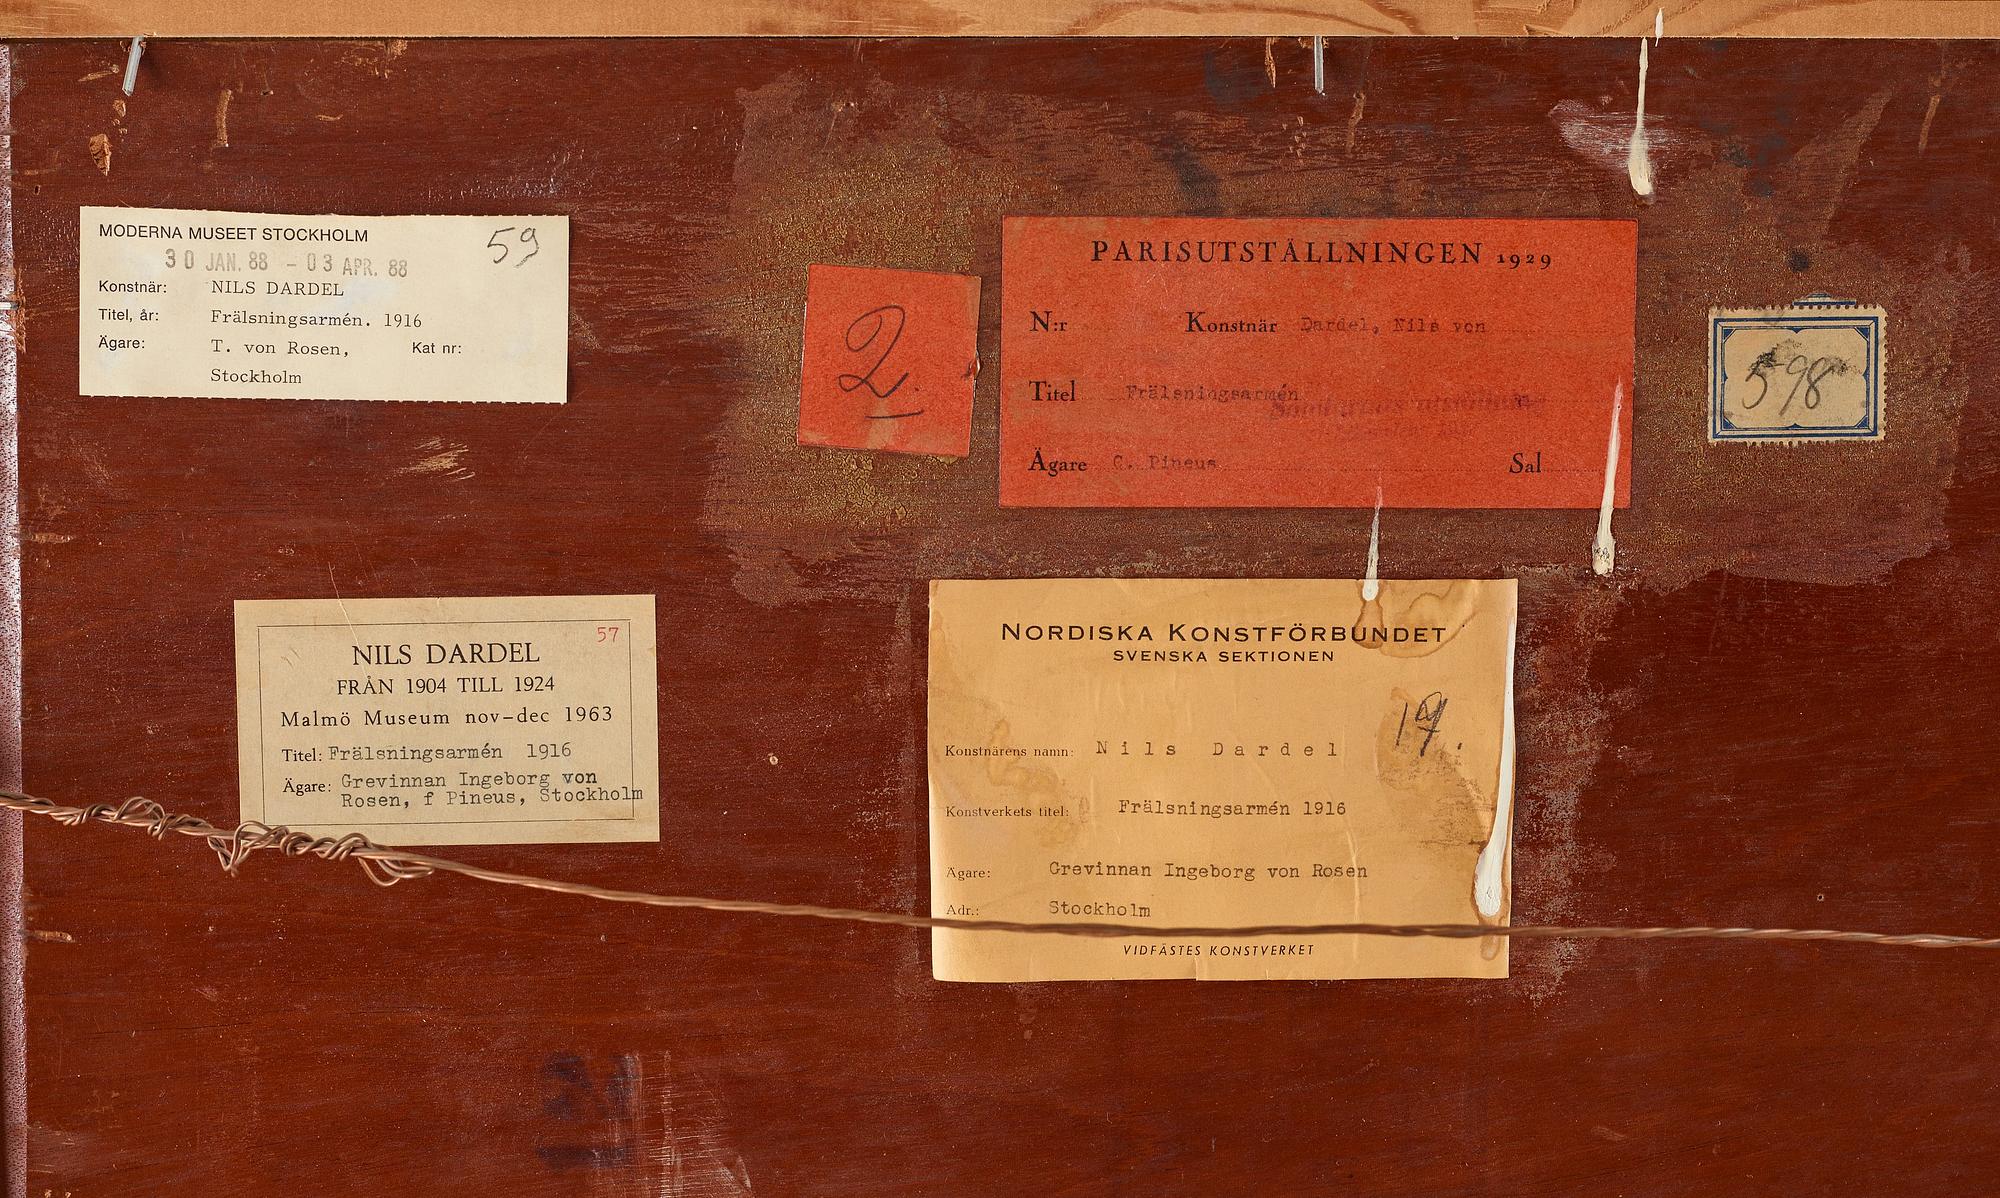 MODERNA MUSEET STOCKHOLM 59
30 JAN. 88 – 03 APR. 88
Konstnär: NILS DARDEL
Titel, år: Frälsningsarmén. 1916
Ägare: T. von Rosen, Kat nr:
Stockholm
2.
PARISUTSTÄLLNINGEN 1929
N:r Konstnär Dardel, Nils von
Titel Frälsningsarmén
Ägare G. Pineus Sal
598
57
NILS DARDEL
FRÅN 1904 TILL 1924
Malmö Museum nov–dec 1963
Titel: Frälsningsarmén 1916
Ägare: Grevinnan Ingeborg von
Rosen, f Pineus, Stockholm
NORDISKA KONSTFÖRBUNDET
SVENSKA SEKTIONEN
19.
Konstnärens namn: Nils Dardel
Konstverkets titel: Frälsningsarmén 1916
Ägare: Grevinnan Ingeborg von Rosen
Adr.: Stockholm
VIDFÄSTES KONSTVERKET